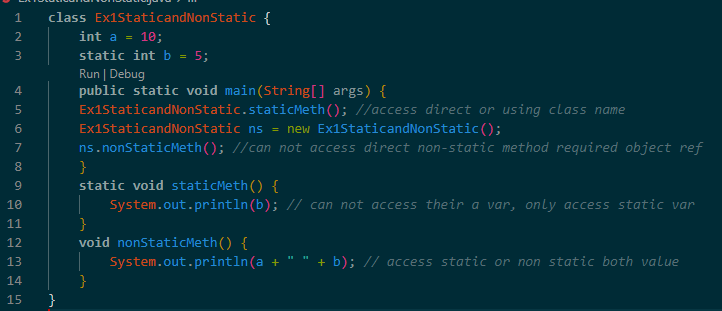 1 class Ex1StaticandNonStatic {
2 int a = 10;
3 static int b = 5;
Run | Debug
4 public static void main(String[] args) {
5 Ex1StaticandNonStatic.staticMeth(); //access direct or using class name
6 Ex1StaticandNonStatic ns = new Ex1StaticandNonStatic();
7 ns.nonStaticMeth(); //can not access direct non-static method required object ref
8 }
9 static void staticMeth() {
10 System.out.println(b); // can not access their a var, only access static var
11 }
12 void nonStaticMeth() {
13 System.out.println(a + " " + b); // access static or non static both value
14 }
15 }